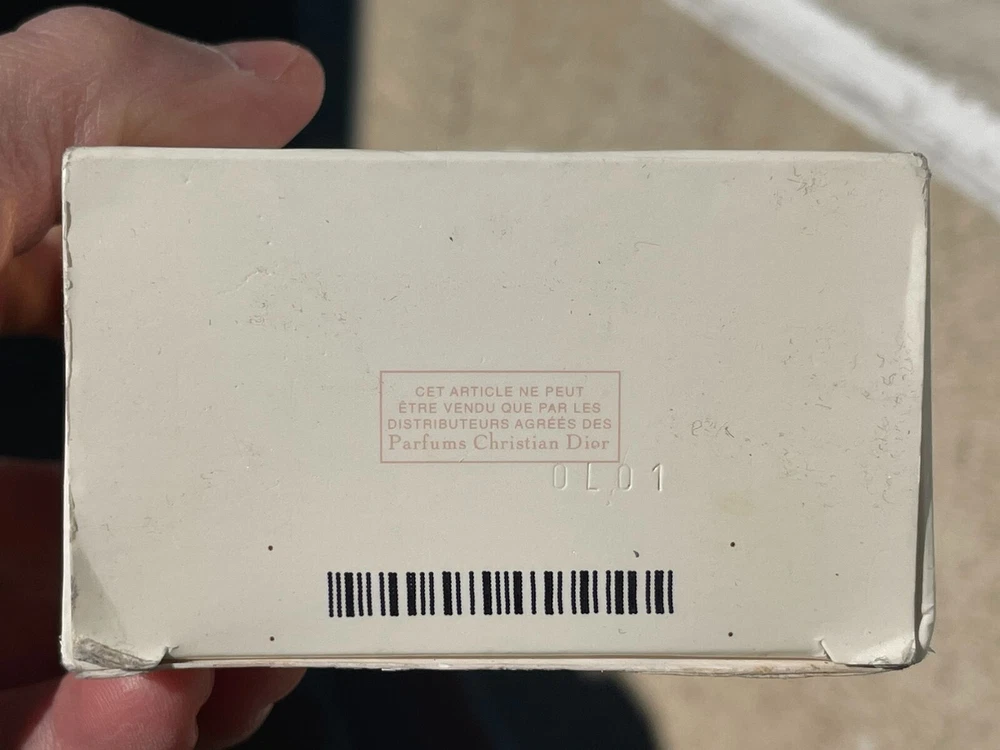 CET ARTICLE NE PEUT
ÊTRE VENDU QUE PAR LES
DISTRIBUTEURS AGRÉÉS DES
Parfums Christian Dior
0L01